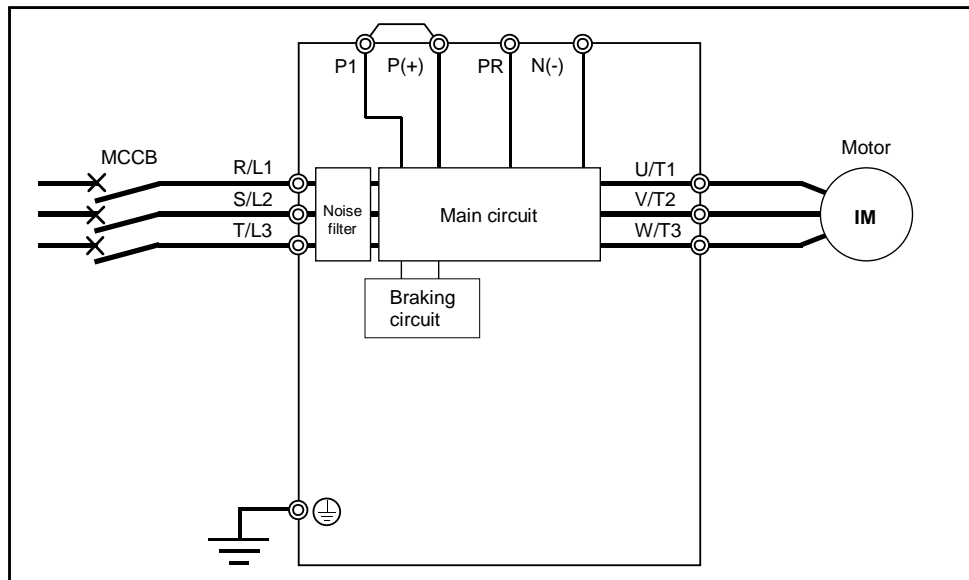 P1
P(+)
PR
N(-)
MCCB
R/L1
S/L2
T/L3
Noise
filter
Main circuit
Braking
circuit
U/T1
V/T2
W/T3
Motor
IM